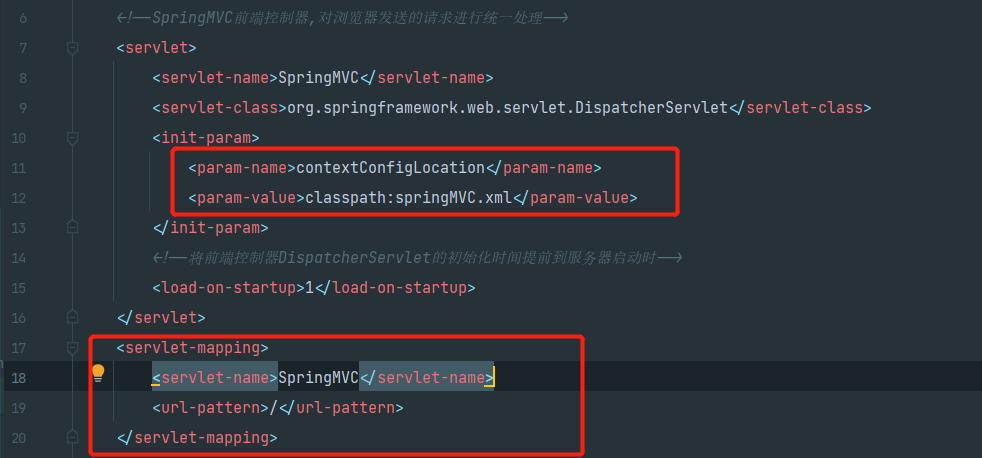 6 <!--SpringMVC前端控制器,对浏览器发送的请求进行统一处理-->
7 <servlet>
8 <servlet-name>SpringMVC</servlet-name>
9 <servlet-class>org.springframework.web.servlet.DispatcherServlet</servlet-class>
10 <init-param>
11 <param-name>contextConfigLocation</param-name>
12 <param-value>classpath:springMVC.xml</param-value>
13 </init-param>
14 <!--将前端控制器DispatcherServlet的初始化时间提前到服务器启动时-->
15 <load-on-startup>1</load-on-startup>
16 </servlet>
17 <servlet-mapping>
18 <servlet-name>SpringMVC</servlet-name>
19 <url-pattern>/</url-pattern>
20 </servlet-mapping>